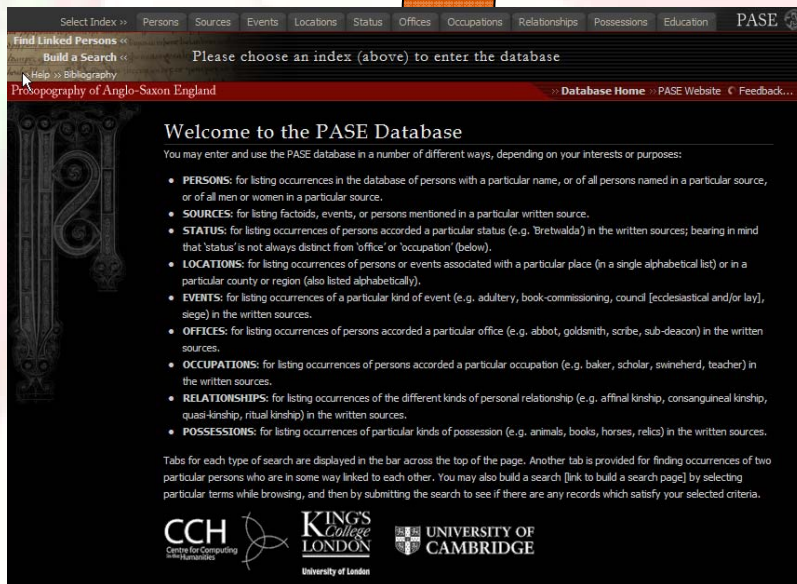 Select Index »» Persons Sources Events Locations Status Offices Occupations Relationships Possessions Education PASE
Find Linked Persons «
Build a Search «
Please choose an index (above) to enter the database
» Help »» Bibliography
Prosopography of Anglo-Saxon England »» Database Home »» PASE Website Feedback...
Welcome to the PASE Database
You may enter and use the PASE database in a number of different ways, depending on your interests or purposes:
• PERSONS: for listing occurrences in the database of persons with a particular name, or of all persons named in a particular source,
or of all men or women in a particular source.
• SOURCES: for listing factoids, events, or persons mentioned in a particular written source.
• STATUS: for listing occurrences of persons accorded a particular status (e.g. 'Bretwalda') in the written sources; bearing in mind
that 'status' is not always distinct from 'office' or 'occupation' (below).
• LOCATIONS: for listing occurrences of persons or events associated with a particular place (in a single alphabetical list) or in a
particular county or region (also listed alphabetically).
• EVENTS: for listing occurrences of a particular kind of event (e.g. adultery, book-commissioning, council [ecclesiastical and/or lay],
siege) in the written sources.
• OFFICES: for listing occurrences of persons accorded a particular office (e.g. abbot, goldsmith, scribe, sub-deacon) in the written
sources.
• OCCUPATIONS: for listing occurrences of persons accorded a particular occupation (e.g. baker, scholar, swineherd, teacher) in
the written sources.
• RELATIONSHIPS: for listing occurrences of the different kinds of personal relationship (e.g. affinal kinship, consanguineal kinship,
quasi-kinship, ritual kinship) in the written sources.
• POSSESSIONS: for listing occurrences of particular kinds of possession (e.g. animals, books, horses, relics) in the written sources.
Tabs for each type of search are displayed in the bar across the top of the page. Another tab is provided for finding occurrences of two
particular persons who are in some way linked to each other. You may also build a search [link to build a search page] by selecting
particular terms while browsing, and then by submitting the search to see if there are any records which satisfy your selected criteria.
CCH
Centre for Computing
in the Humanities
KING'S
College
LONDON
University of London
UNIVERSITY OF
CAMBRIDGE